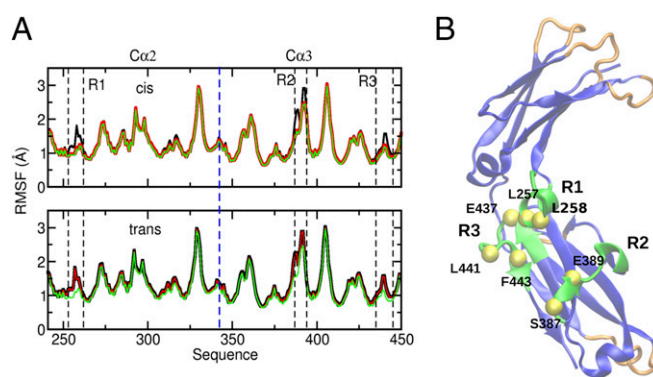 A
B
Cα2
Cα3
R1
cis
R2
R3
3
2
1
0
RMSF (Å)
trans
3
2
1
0
250
300
350
400
450
Sequence
R1
L257
L258
E437
R3
R2
E389
L441
F443
S387